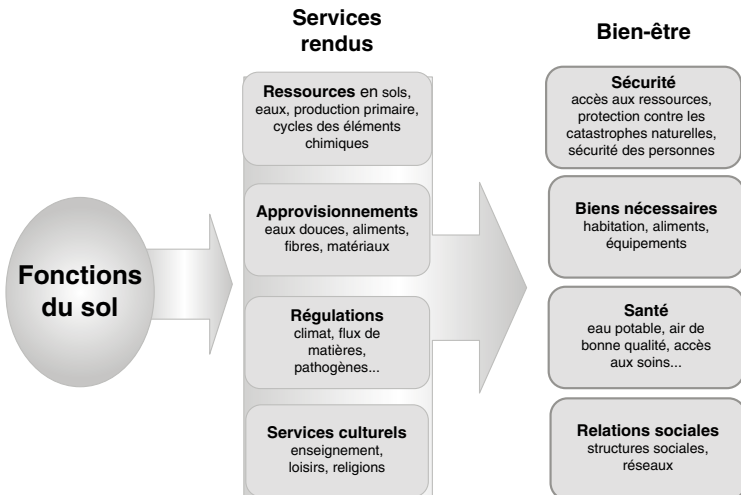 Fonctions
du sol
Services
rendus
Ressources en sols,
eaux, production primaire,
cycles des éléments
chimiques
Approvisionnements
eaux douces, aliments,
fibres, matériaux
Régulations
climat, flux de
matières,
pathogènes...
Services culturels
enseignement,
loisirs, religions
Bien-être
Sécurité
accès aux ressources,
protection contre les
catastrophes naturelles,
sécurité des personnes
Biens nécessaires
habitation, aliments,
équipements
Santé
eau potable, air de
bonne qualité, accès
aux soins...
Relations sociales
structures sociales,
réseaux